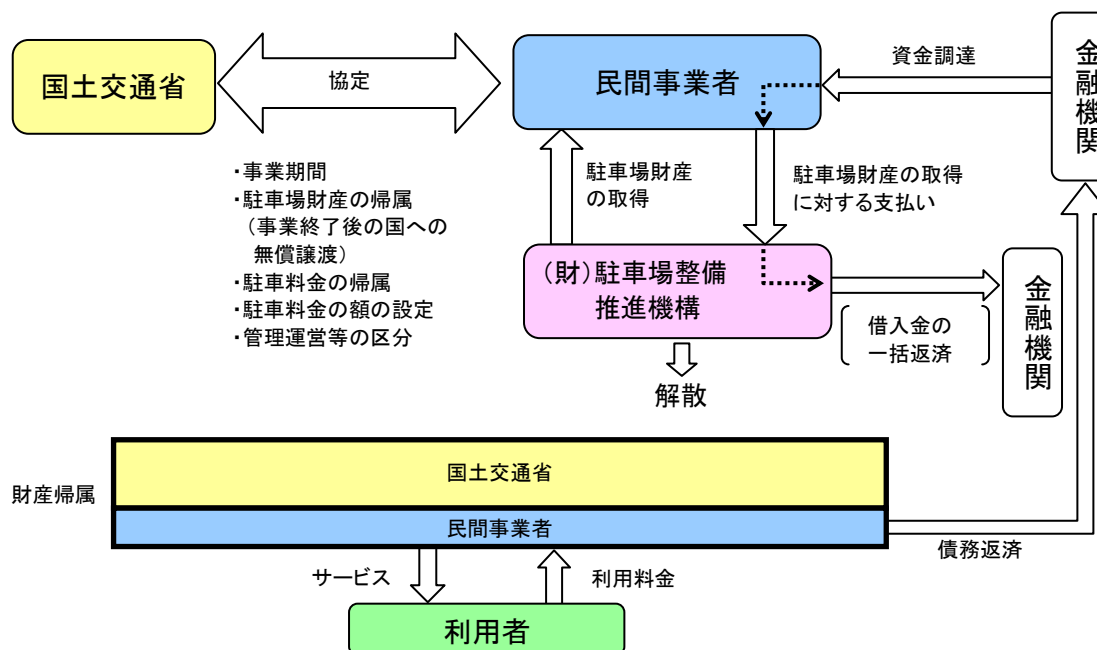 国土交通省
協定
民間事業者
資金調達
金融機関
・事業期間
・駐車場財産の帰属
（事業終了後の国への
無償譲渡）
・駐車料金の帰属
・駐車料金の額の設定
・管理運営等の区分
駐車場財産
の取得
駐車場財産の取得
に対する支払い
（財）駐車場整備
推進機構
借入金の
一括返済
金融機関
解散
財産帰属
国土交通省
民間事業者
債務返済
サービス
利用料金
利用者